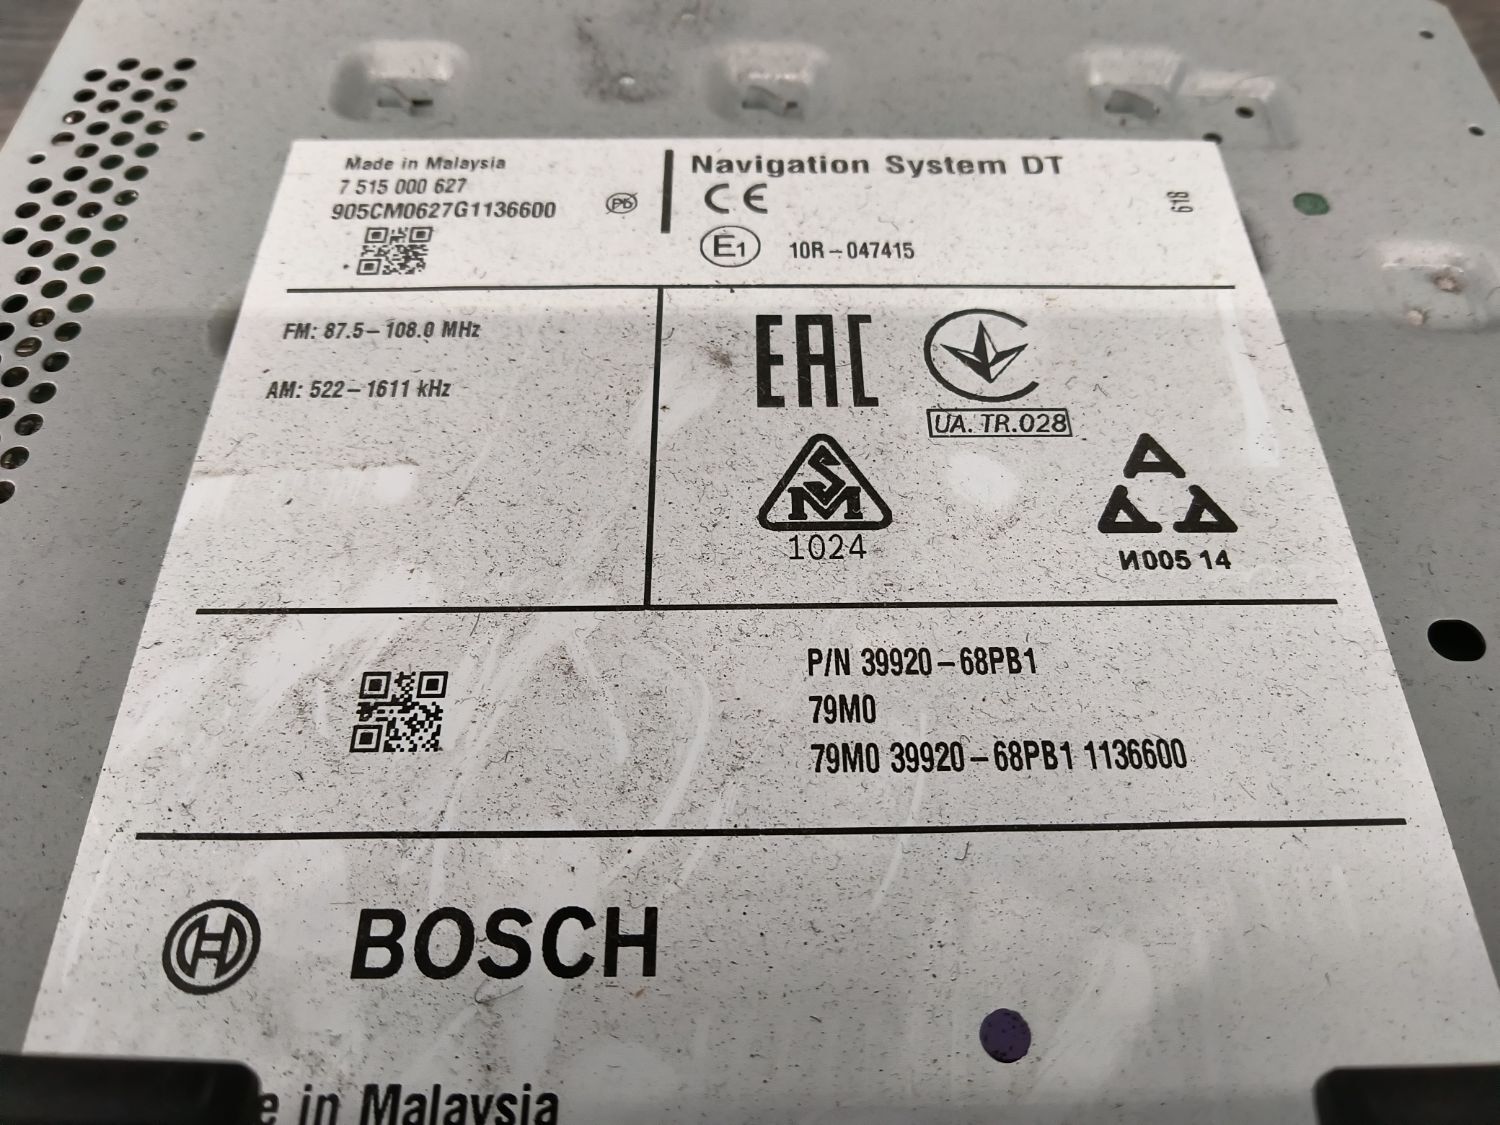 Made in Malaysia
7 515 000 627
905CM0627G1136600
Pb
Navigation System DT
CE
618
E1
10R-047415
FM: 87.5-108.0 MHz
AM: 522-1611 kHz
EAC
UA.TR.028
SM
1024
И005 14
P/N 39920-68PB1
79M0
79M0 39920-68PB1 1136600
BOSCH
in Malaysia